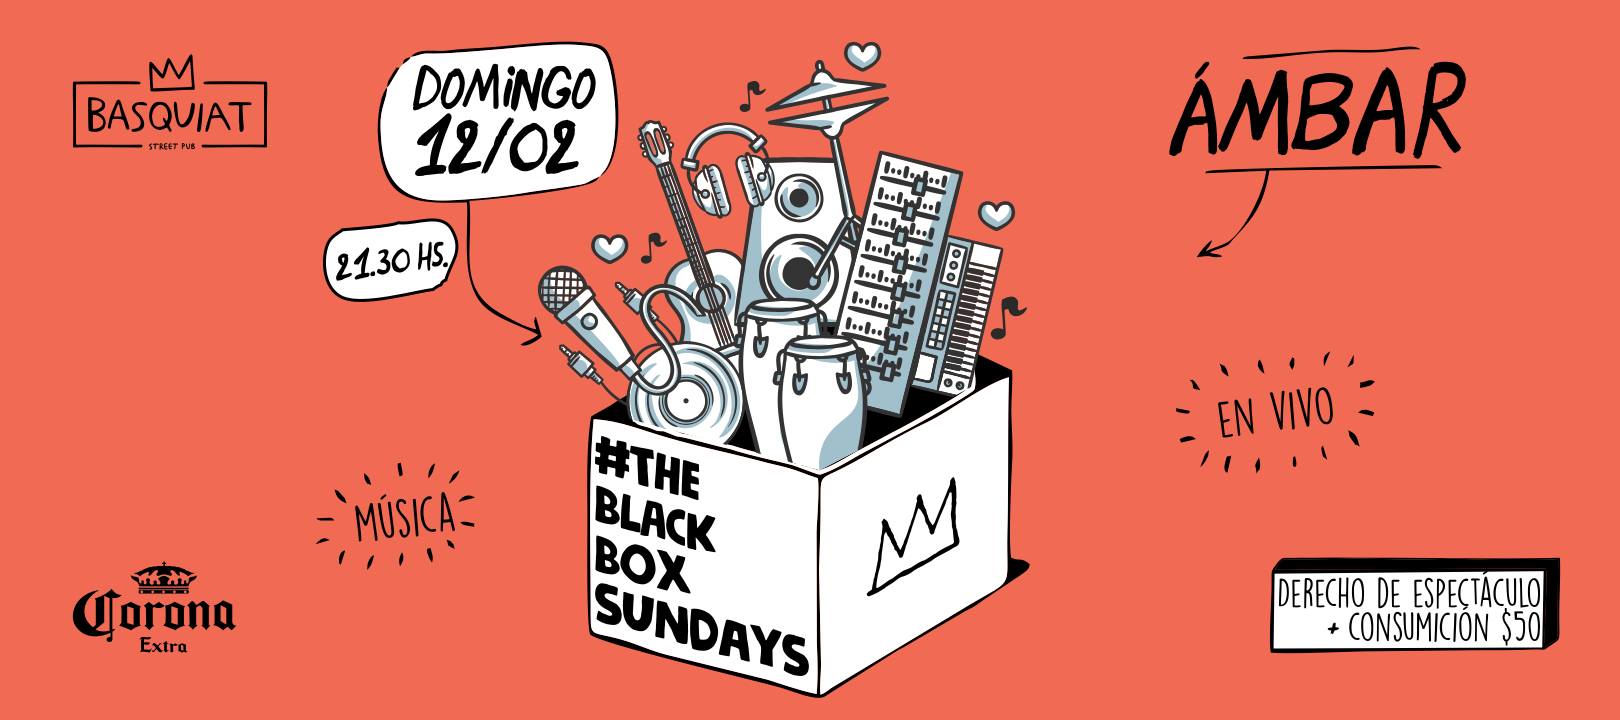 BASQUIAT
STREET PUB
DOMiNGO
12/02
21.30 HS.
ÁMBAR
EN VIVO
MÚSICA
#THE
BLACK
BOX
SUNDAYS
Corona
Extra
DERECHO DE ESPECTÁCULO
+ CONSUMICIÓN $50